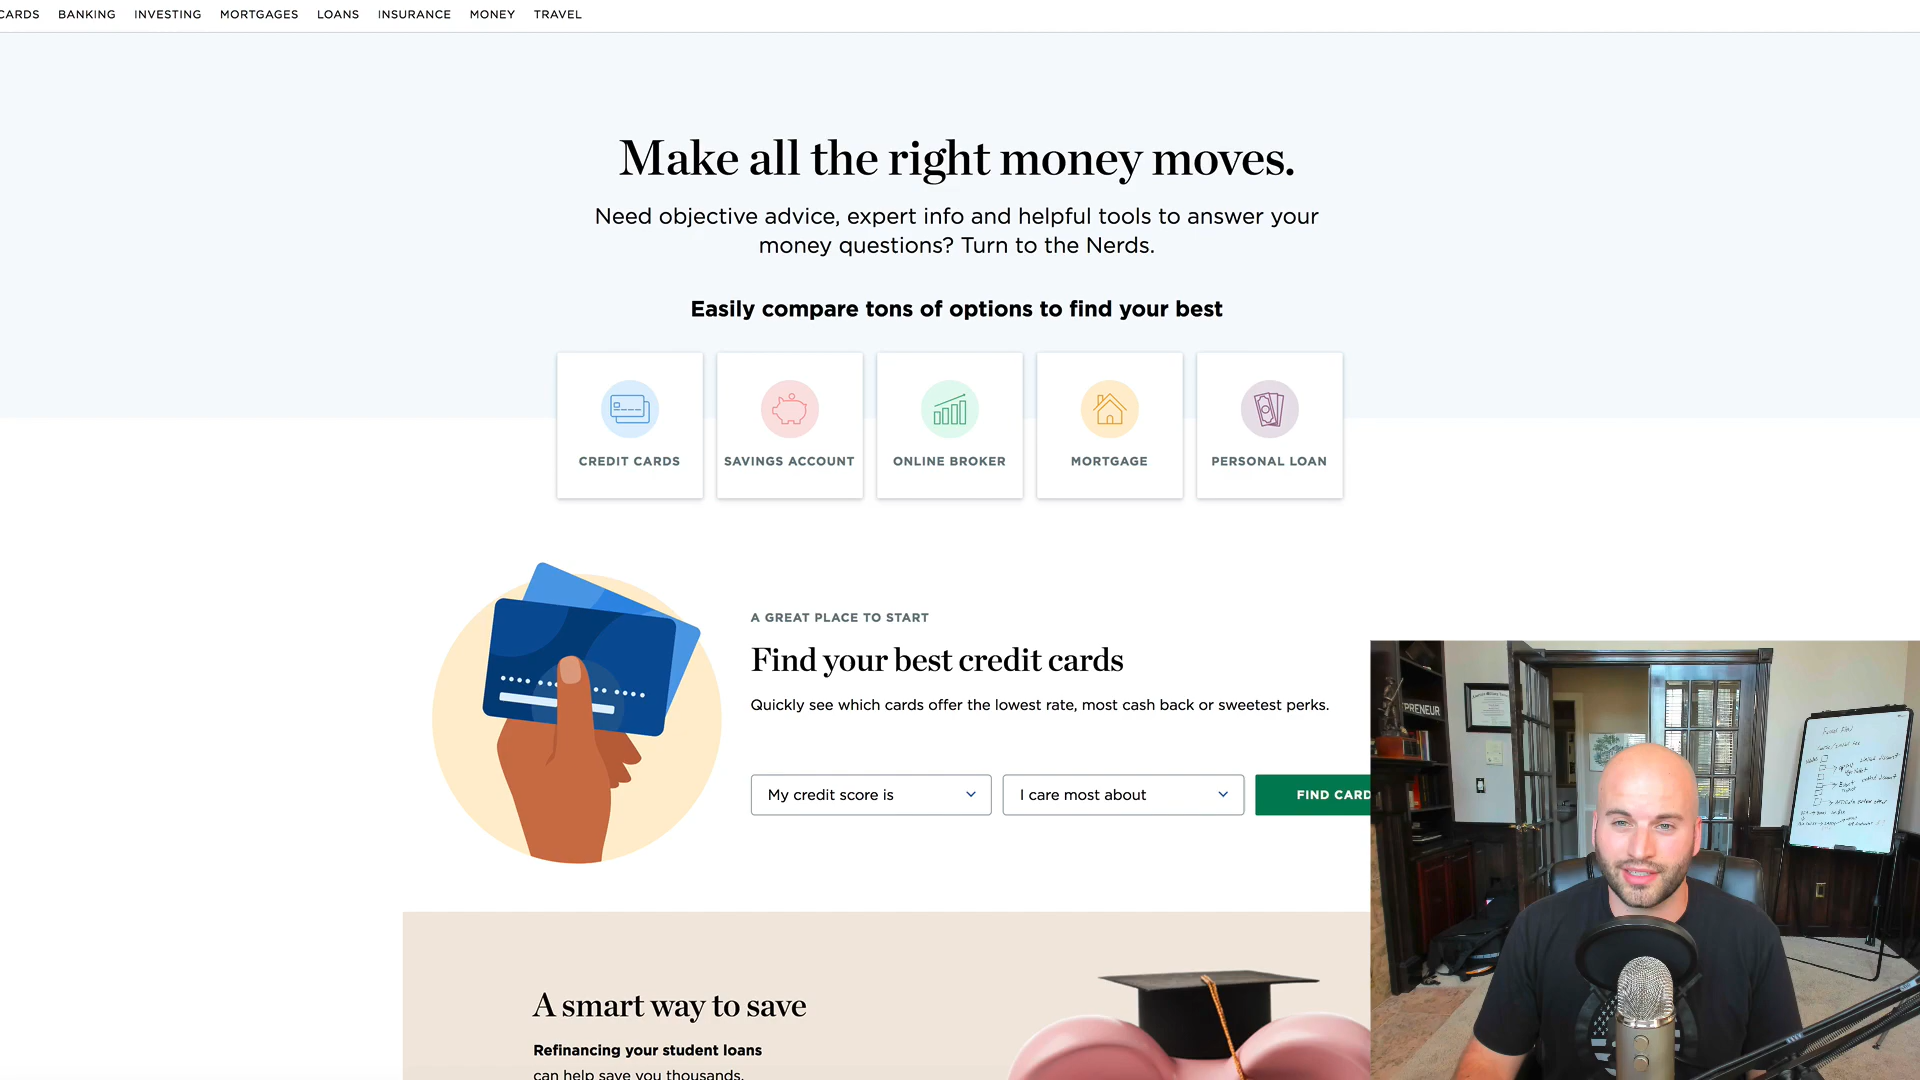 CARDS BANKING INVESTING MORTGAGES LOANS INSURANCE MONEY TRAVEL
Make all the right money moves.
Need objective advice, expert info and helpful tools to answer your
money questions? Turn to the Nerds.
Easily compare tons of options to find your best
CREDIT CARDS
SAVINGS ACCOUNT
ONLINE BROKER
MORTGAGE
PERSONAL LOAN
A GREAT PLACE TO START
Find your best credit cards
Quickly see which cards offer the lowest rate, most cash back or sweetest perks.
My credit score is
I care most about
FIND CARD
A smart way to save
Refinancing your student loans
can help save you thousands.
PRENEUR